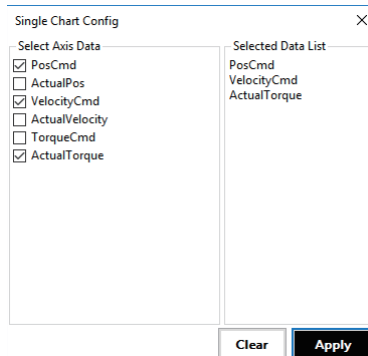 Single Chart Config
Select Axis Data
PosCmd
ActualPos
VelocityCmd
ActualVelocity
TorqueCmd
ActualTorque
Selected Data List
PosCmd
VelocityCmd
ActualTorque
Clear
Apply